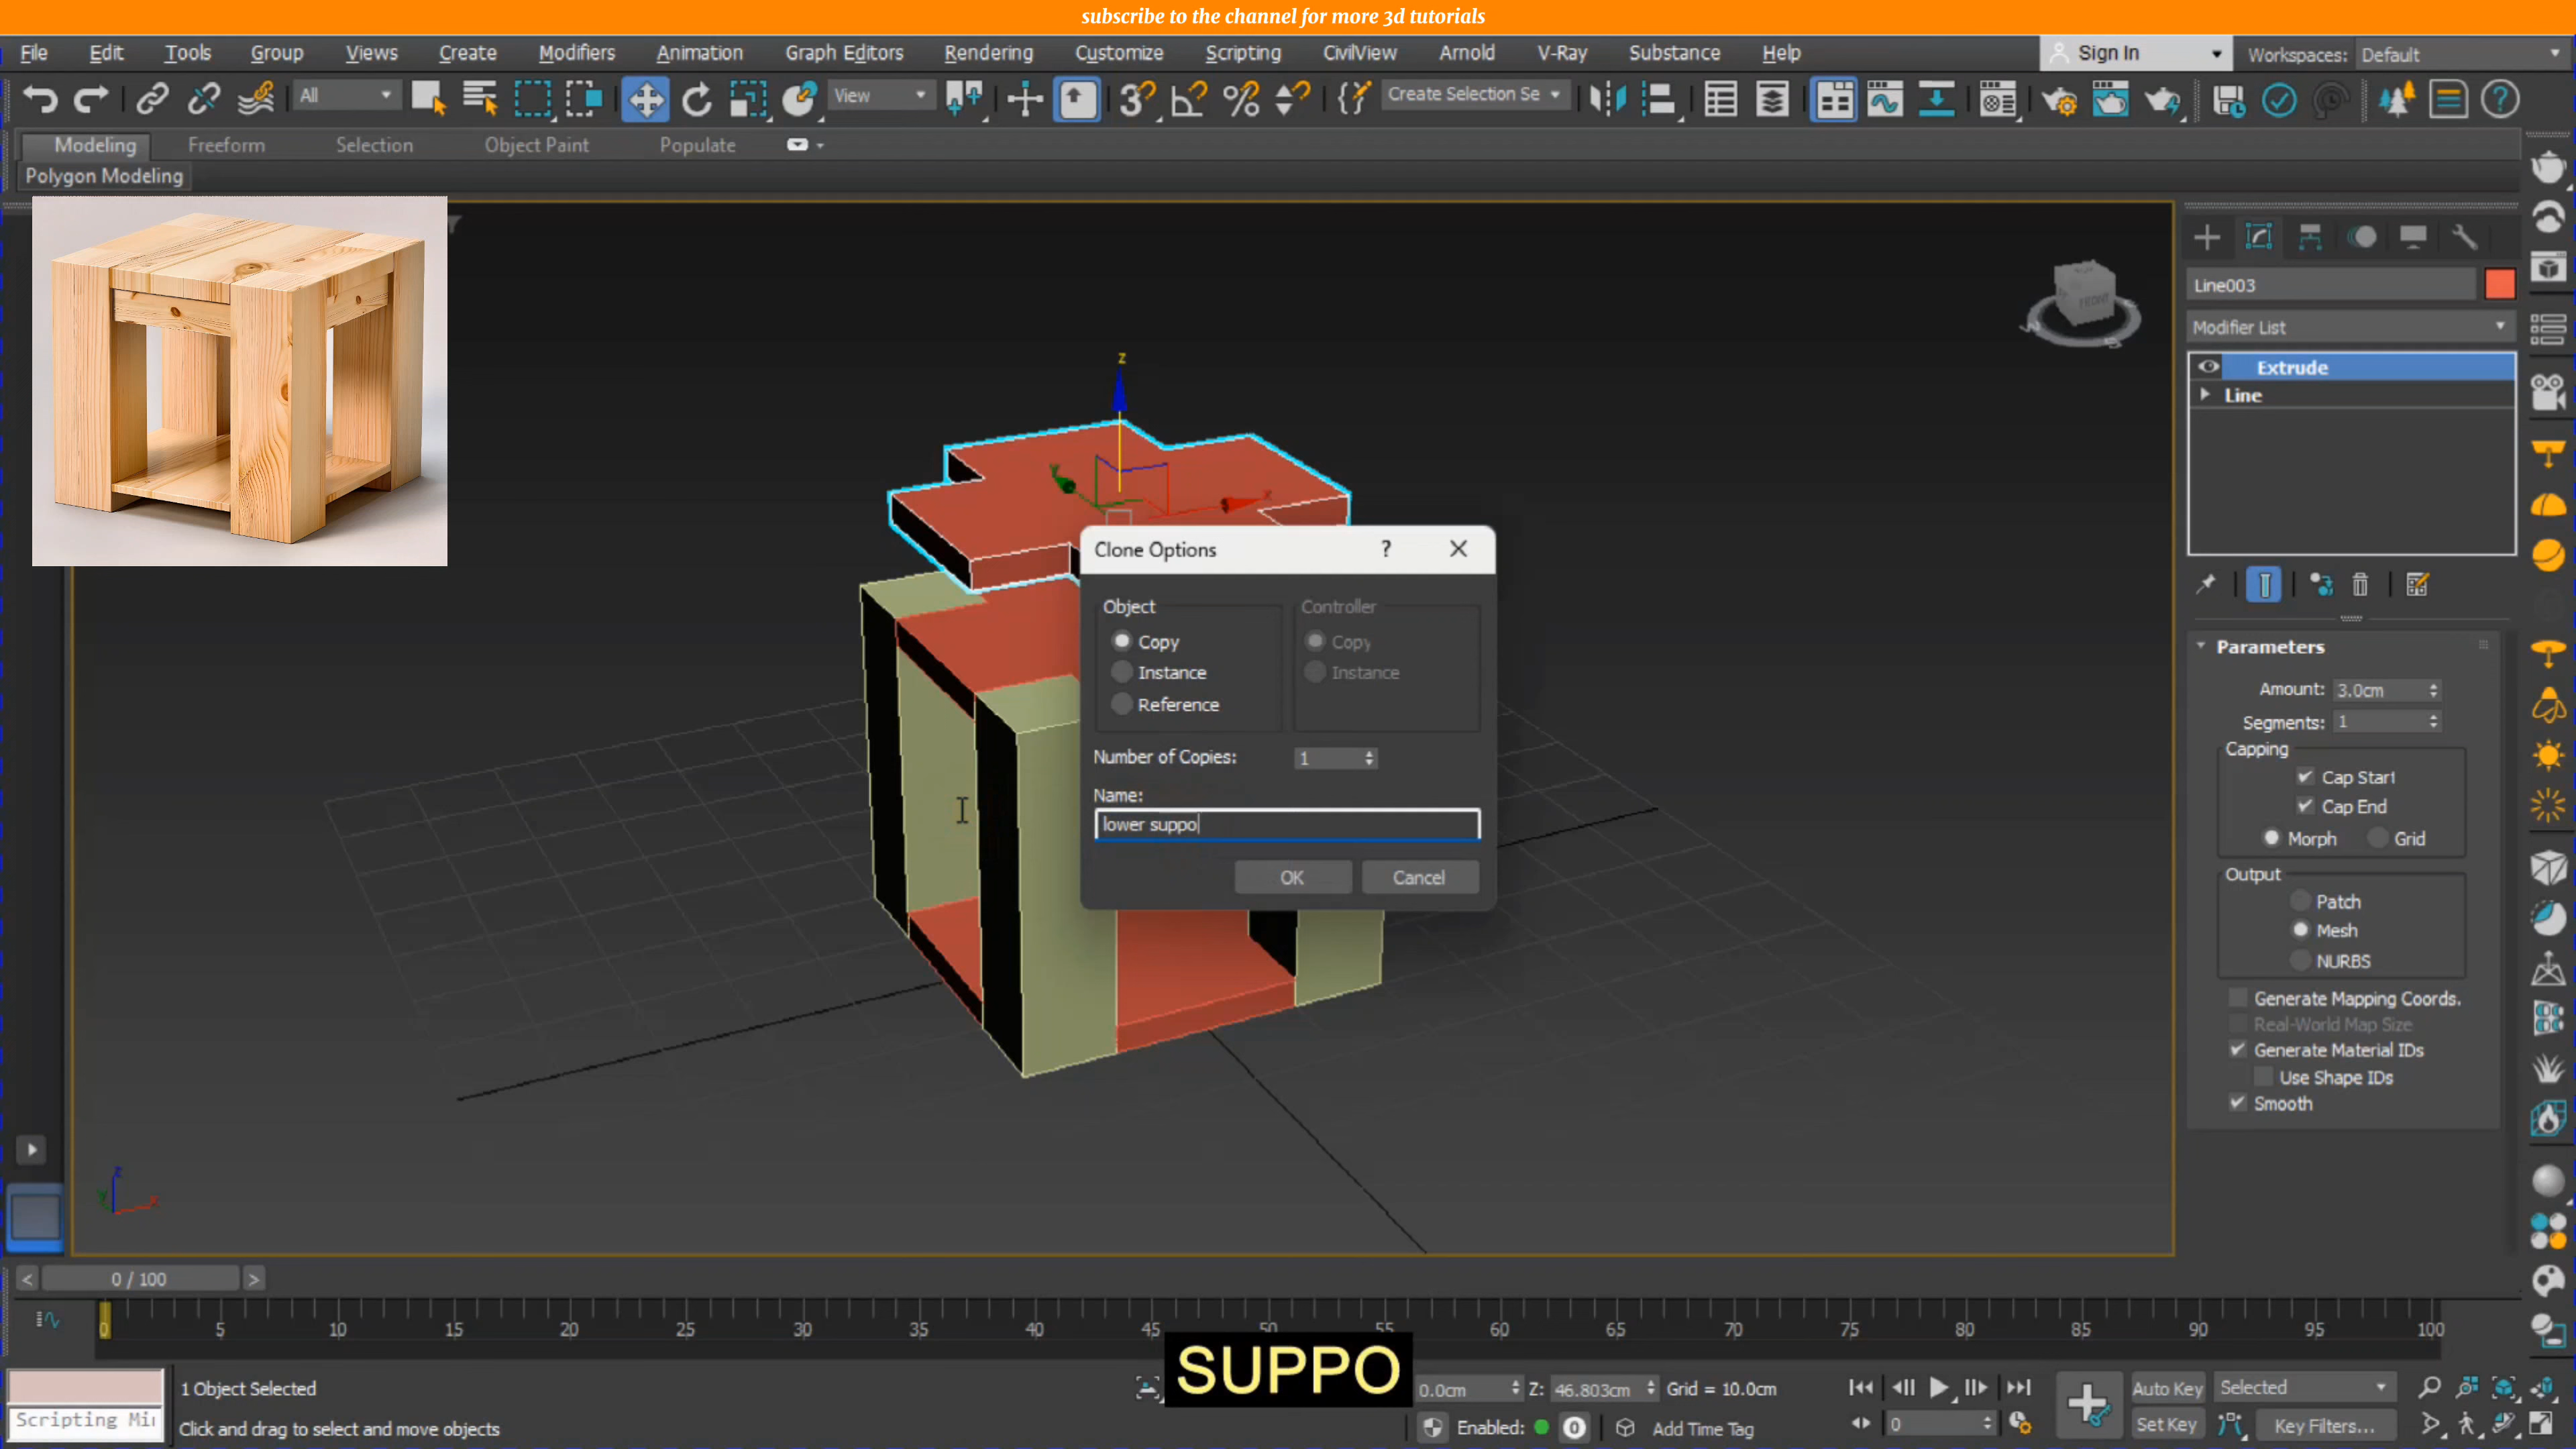 subscribe to the channel for more 3d tutorials
File Edit Tools Group Views Create Modifiers Animation Graph Editors Rendering Customize Scripting CivilView Arnold V-Ray Substance Help Sign In Workspaces: Default
All View Create Selection Se
Modeling Freeform Selection Object Paint Populate
Polygon Modeling
Line003
Modifier List
Extrude
Line
Parameters
Amount: 3.0cm
Segments: 1
Capping
Cap Start
Cap End
Morph Grid
Output
Patch
Mesh
NURBS
Generate Mapping Coords.
Real-World Map Size
Generate Material IDs
Use Shape IDs
Smooth
z
x
FRONT
Clone Options ? X
Object Controller
Copy Copy
Instance Instance
Reference
Number of Copies: 1
Name:
lower suppo
OK Cancel
z
y x
< 0 / 100 >
0 5 10 15 20 25 30 35 40 45 50 55 60 65 70 75 80 85 90 95 100
SUPPO
1 Object Selected
0.0cm Z: 46.803cm Grid = 10.0cm
Auto Key Selected
Scripting Mi
Click and drag to select and move objects
Enabled: 0 Add Time Tag
0
Set Key Key Filters...